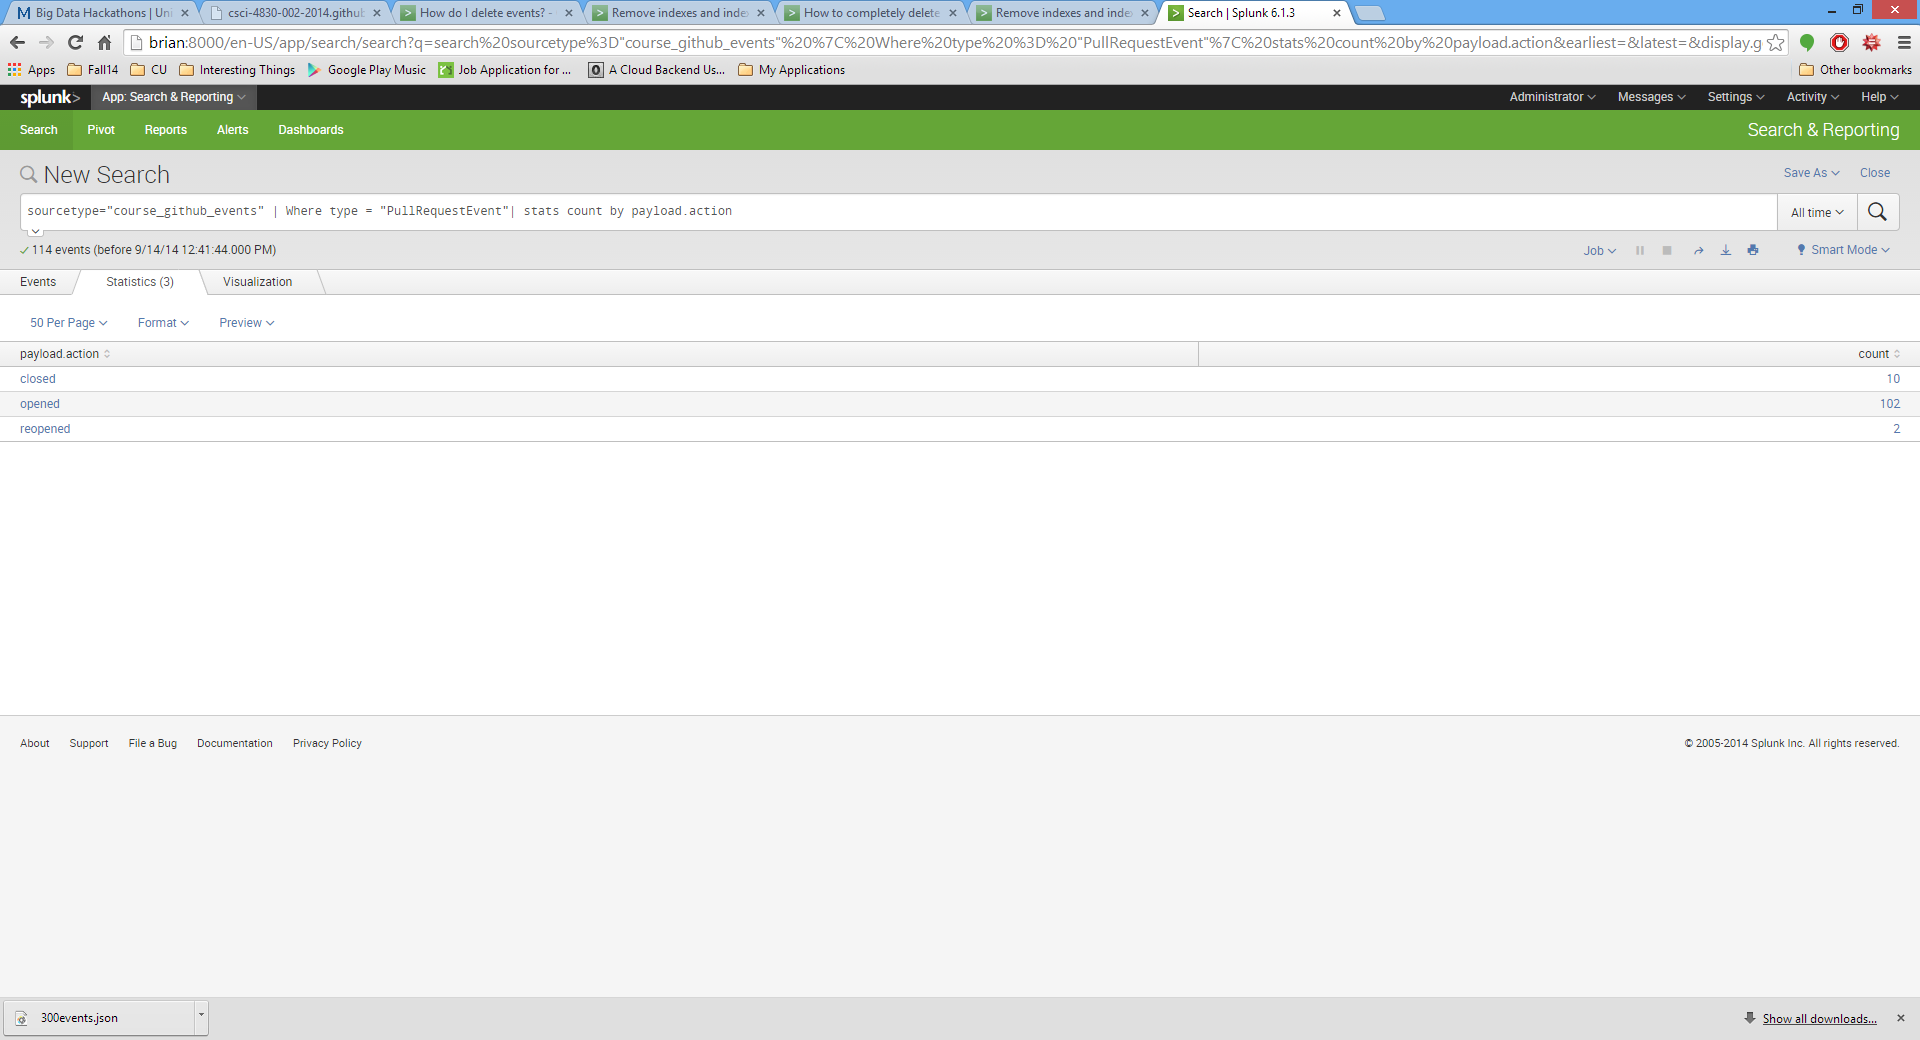 Big Data Hackathons | Uni
csci-4830-002-2014.github
How do I delete events? -
Remove indexes and inde
How to completely delete
Remove indexes and inde
Search | Splunk 6.1.3
brian:8000/en-US/app/search/search?q=search%20sourcetype%3D"course_github_events"%20%7C%20Where%20type%20%3D%20"PullRequestEvent"%7C%20stats%20count%20by%20payload.action&earliest=&latest=&display.g
Apps
Fall14
CU
Interesting Things
Google Play Music
Job Application for ...
A Cloud Backend Us...
My Applications
Other bookmarks
splunk>
App: Search & Reporting
Administrator
Messages
Settings
Activity
Help
Search
Pivot
Reports
Alerts
Dashboards
Search & Reporting
New Search
Save As
Close
sourcetype="course_github_events" | Where type = "PullRequestEvent"| stats count by payload.action
All time
114 events (before 9/14/14 12:41:44.000 PM)
Job
Smart Mode
Events
Statistics (3)
Visualization
50 Per Page
Format
Preview
payload.action
count
closed
10
opened
102
reopened
2
About
Support
File a Bug
Documentation
Privacy Policy
© 2005-2014 Splunk Inc. All rights reserved.
300events.json
Show all downloads...